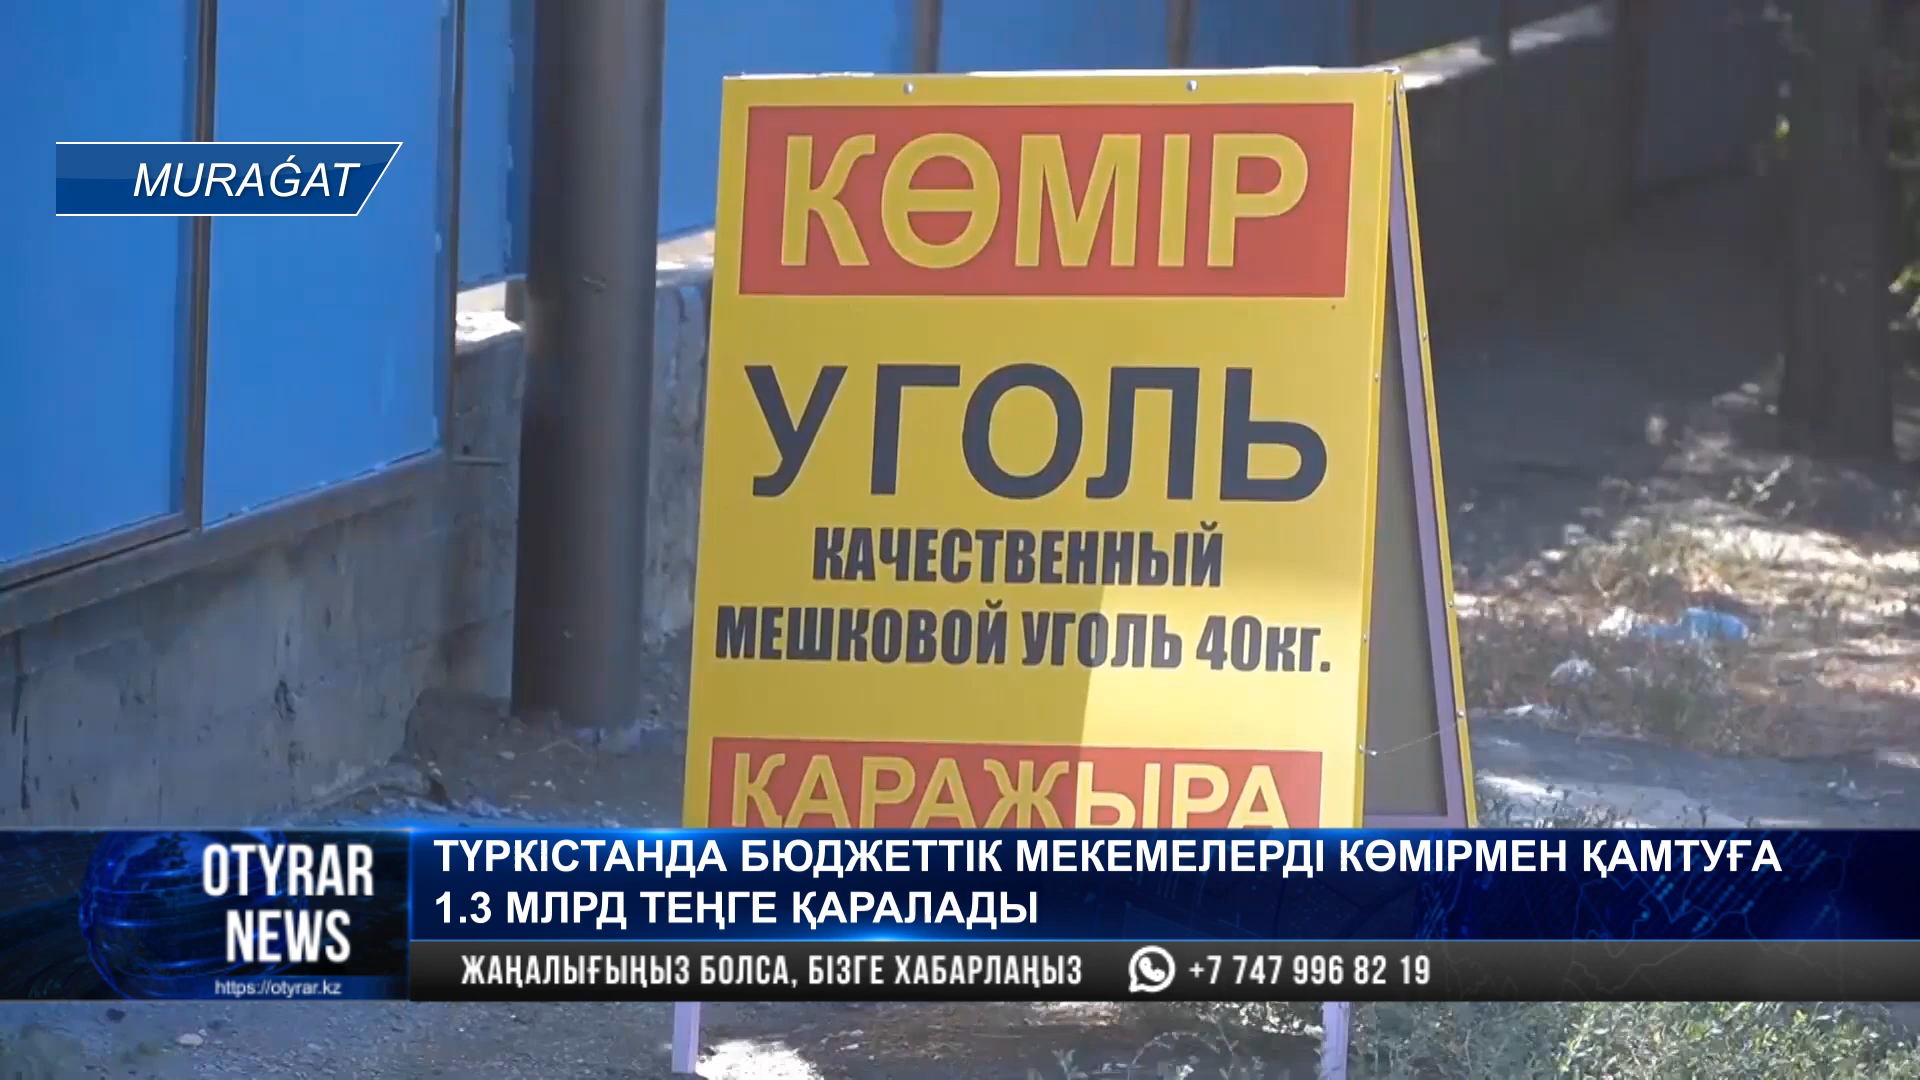 MURAǴAT
КӨМІР
УГОЛЬ
КАЧЕСТВЕННЫЙ
МЕШКОВОЙ УГОЛЬ 40кг.
ҚАРАЖЫРА
OTYRAR
NEWS
https://otyrar.kz
ТҮРКІСТАНДА БЮДЖЕТТІК МЕКЕМЕЛЕРДІ КӨМІРМЕН ҚАМТУҒА
1.3 МЛРД ТЕҢГЕ ҚАРАЛАДЫ
ЖАҢАЛЫҒЫҢЫЗ БОЛСА, БІЗГЕ ХАБАРЛАҢЫЗ +7 747 996 82 19